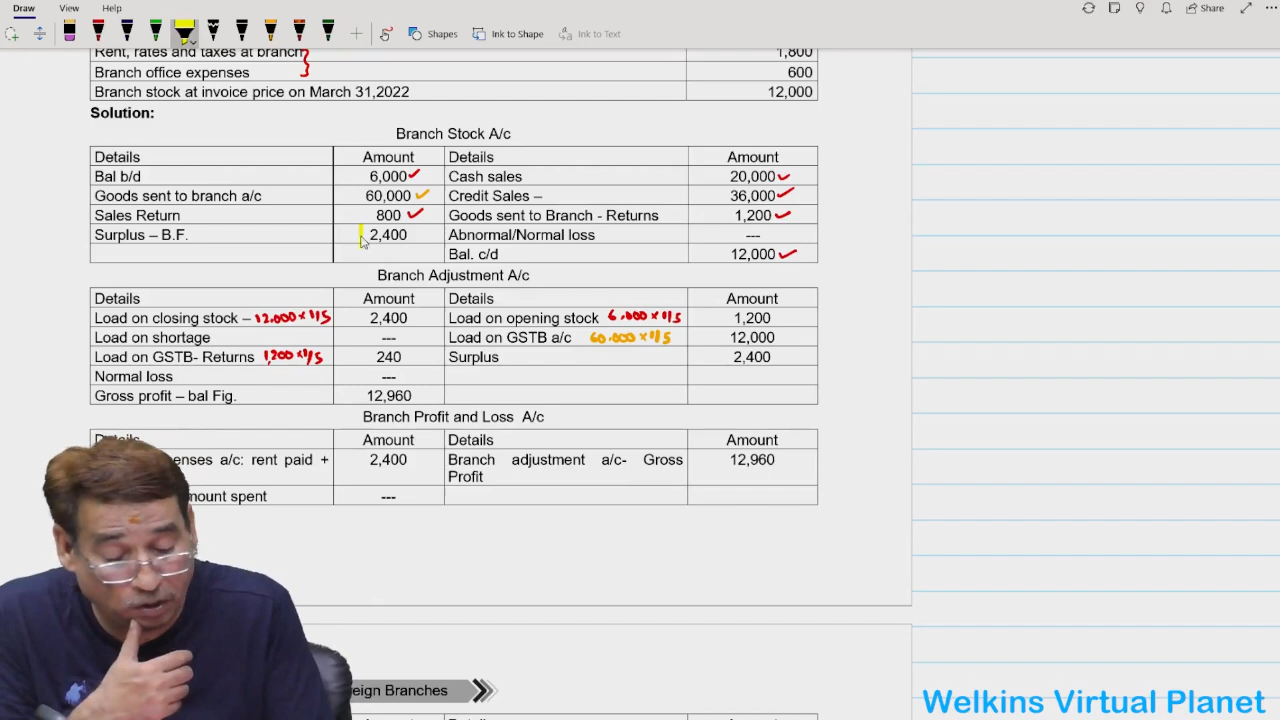 Draw View Help Share
Shapes Ink to Shape Ink to Text
Rent, rates and taxes at branch 1,800
Branch office expenses 600
Branch stock at invoice price on March 31,2022 12,000
Solution:
Branch Stock A/c
Details Amount Details Amount
Bal b/d 6,000 Cash sales 20,000
Goods sent to branch a/c 60,000 Credit Sales – 36,000
Sales Return 800 Goods sent to Branch - Returns 1,200
Surplus – B.F. 2,400 Abnormal/Normal loss ---
Bal. c/d 12,000
Branch Adjustment A/c
Details Amount Details Amount
Load on closing stock – 12,000 x 1/5 2,400 Load on opening stock 6,000 x 1/5 1,200
Load on shortage --- Load on GSTB a/c 60,000 x 1/5 12,000
Load on GSTB- Returns 1,200 x 1/5 240 Surplus 2,400
Normal loss ---
Gross profit – bal Fig. 12,960
Branch Profit and Loss A/c
Details Amount Details Amount
a/c: rent paid + 2,400 Branch adjustment a/c- Gross 12,960
Profit
spent ---
Branches
Welkins Virtual Planet